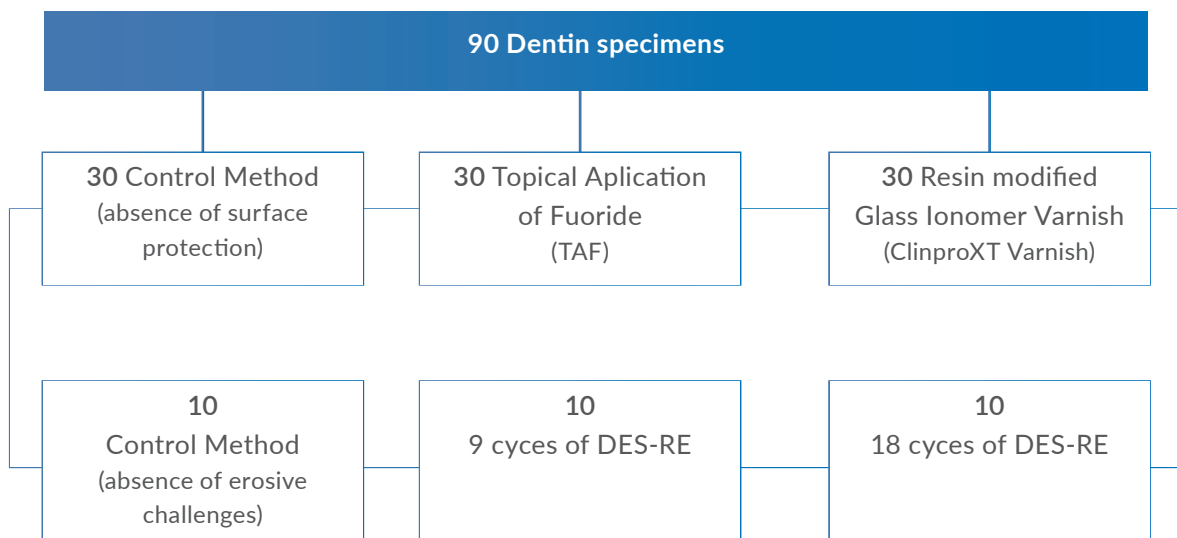 90 Dentin specimens
30 Control Method
(absence of surface
protection)
30 Topical Aplication
of Fuoride
(TAF)
30 Resin modified
Glass Ionomer Varnish
(ClinproXT Varnish)
10
Control Method
(absence of erosive
challenges)
10
9 cyces of DES-RE
10
18 cyces of DES-RE